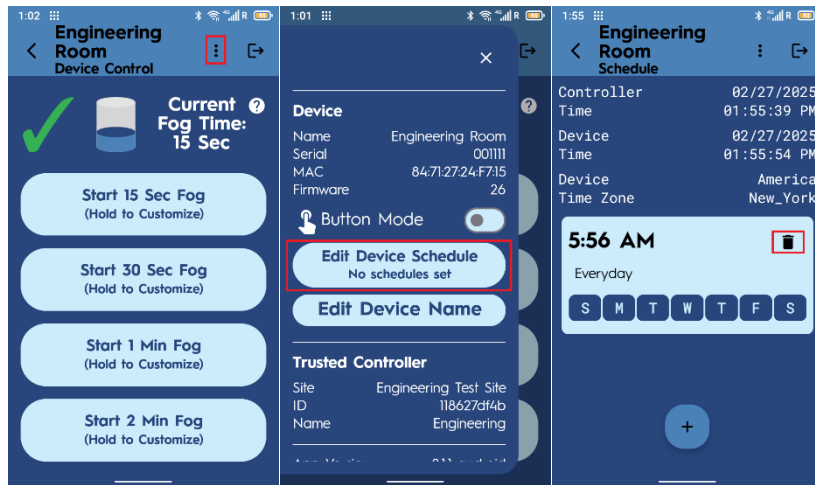 1:02
4G
R
Engineering
Room
Device Control
Current
Fog Time:
15 Sec
Start 15 Sec Fog
(Hold to Customize)
Start 30 Sec Fog
(Hold to Customize)
Start 1 Min Fog
(Hold to Customize)
Start 2 Min Fog
(Hold to Customize)
1:01
4G
R
Device
Name Engineering Room
Serial 001111
MAC 84:71:27:24:F7:15
Firmware 26
Button Mode
Edit Device Schedule
No schedules set
Edit Device Name
Trusted Controller
Site Engineering Test Site
ID 118627df4b
Name Engineering
1:55
R
Engineering
Room
Schedule
Controller 02/27/2025
Time 01:55:39 PM
Device 02/27/2025
Time 01:55:54 PM
Device America
Time Zone New_York
5:56 AM
Everyday
S M T W T F S
+